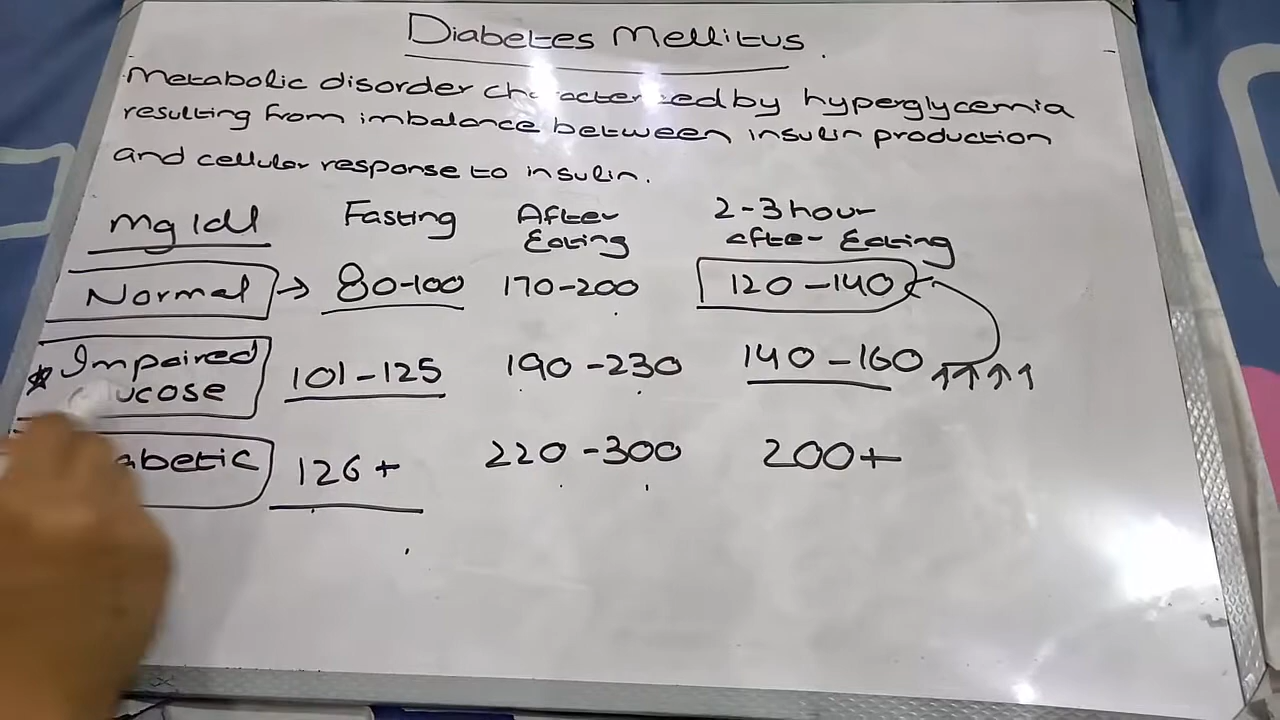 Diabetes Mellitus.
Metabolic disorder characterized by hyperglycemia
resulting from imbalance between insulin production
and cellular response to insulin.
mg/dl Fasting After Eating 2-3 hour after Eating
Normal → 80-100 170-200 120-140
Impaired 101-125 190-230 140-160 ↑↑↑↑
126+ 220-300 200+